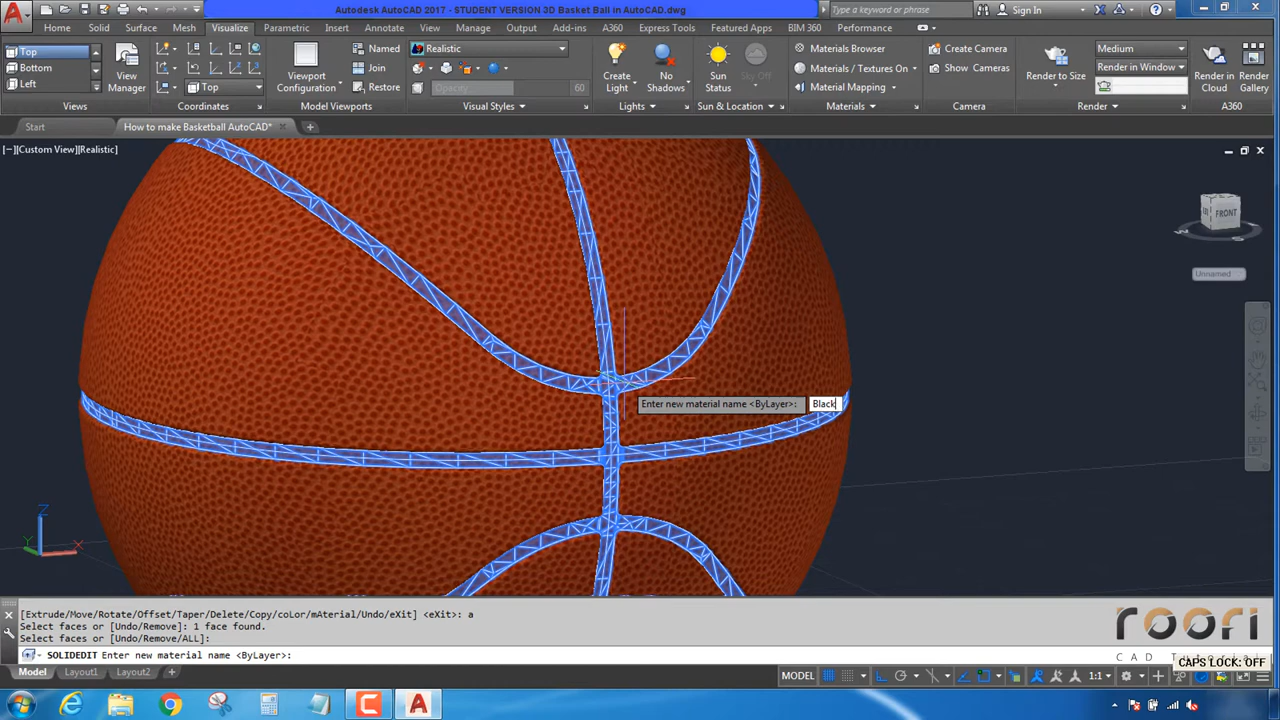 Autodesk AutoCAD 2017 - STUDENT VERSION 3D Basket Ball in AutoCAD.dwg
Type a keyword or phrase
Sign In
Home Solid Surface Mesh Visualize Parametric Insert Annotate View Manage Output Add-ins A360 Express Tools Featured Apps BIM 360 Performance
Top
Bottom
Left
View
Manager
Top
Viewport
Configuration
Named
Join
Restore
Realistic
Opacity 60
Create
Light
No
Shadows
Sun
Status
Sky Off
Materials Browser
Materials / Textures On
Material Mapping
Create Camera
Show Cameras
Render to Size
Medium
Render in Window
Render in
Cloud
Render
Gallery
Views
Coordinates
Model Viewports
Visual Styles
Lights
Sun & Location
Materials
Camera
Render
A360
Start
How to make Basketball AutoCAD*
[−][Custom View][Realistic]
FRONT
Unnamed
Enter new material name <ByLayer>: Black
Z
Y
X
[Extrude/Move/Rotate/Offset/Taper/Delete/Copy/coLor/mAterial/Undo/eXit] <eXit>: a
Select faces or [Undo/Remove]: 1 face found.
Select faces or [Undo/Remove/ALL]:
SOLIDEDIT Enter new material name <ByLayer>:
roofi
CAD
CAPS LOCK: OFF
Model Layout1 Layout2
MODEL
1:1